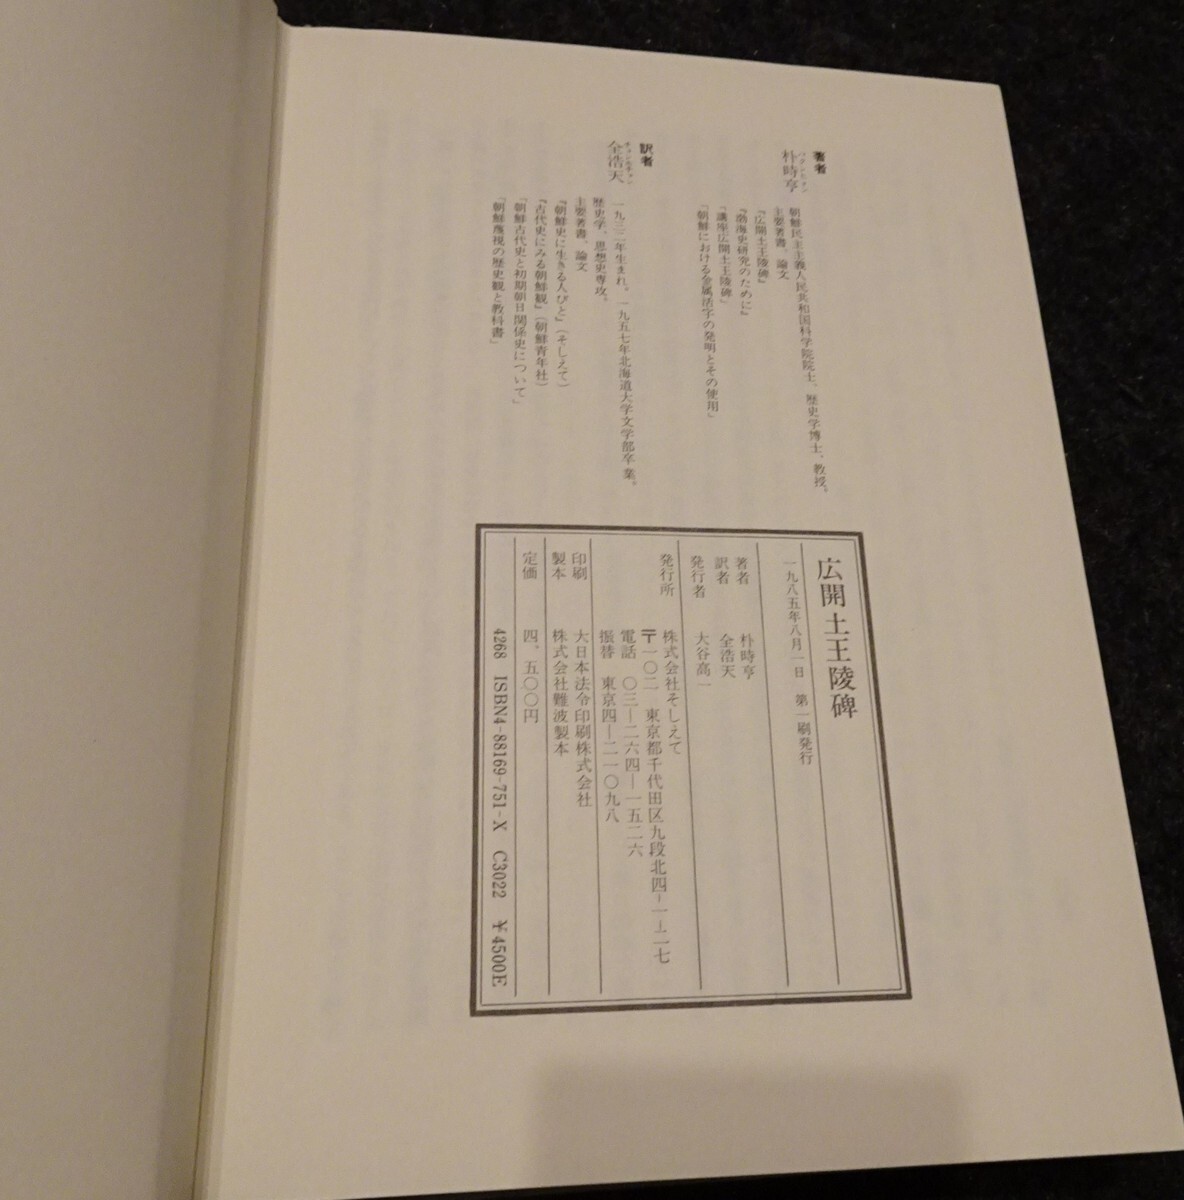 著者
朴時亨
パクシヒョン
朝鮮民主主義人民共和国科学院院士、歴史学博士、教授。
主要著書、論文
『広開土王陵碑』
『渤海史研究のために』
「講座広開土王陵碑」
「朝鮮における金属活字の発明とその使用」
訳者
全浩天
チョンホチョン
一九三二年生まれ。一九五七年北海道大学文学部卒業。
歴史学、思想史専攻。
主要著書、論文
『朝鮮史に生きる人びと』(そしえて)
『古代史にみる朝鮮観』(朝鮮青年社)
「朝鮮古代史と初期朝日関係史について」
「朝鮮蔑視の歴史観と教科書」
広開土王陵碑
一九八五年八月一日 第一刷発行
著者 朴時亨
訳者 全浩天
発行者 大谷高一
発行所 株式会社そしえて
〒一〇二 東京都千代田区九段北四-一-二七
電話 〇三―二六四―一五二六
振替 東京四―二一〇九八
印刷 大日本法令印刷株式会社
製本 株式会社難波製本
定価 四、五〇〇円
4268 ISBN4-88169-751-X C3022 ¥4500E